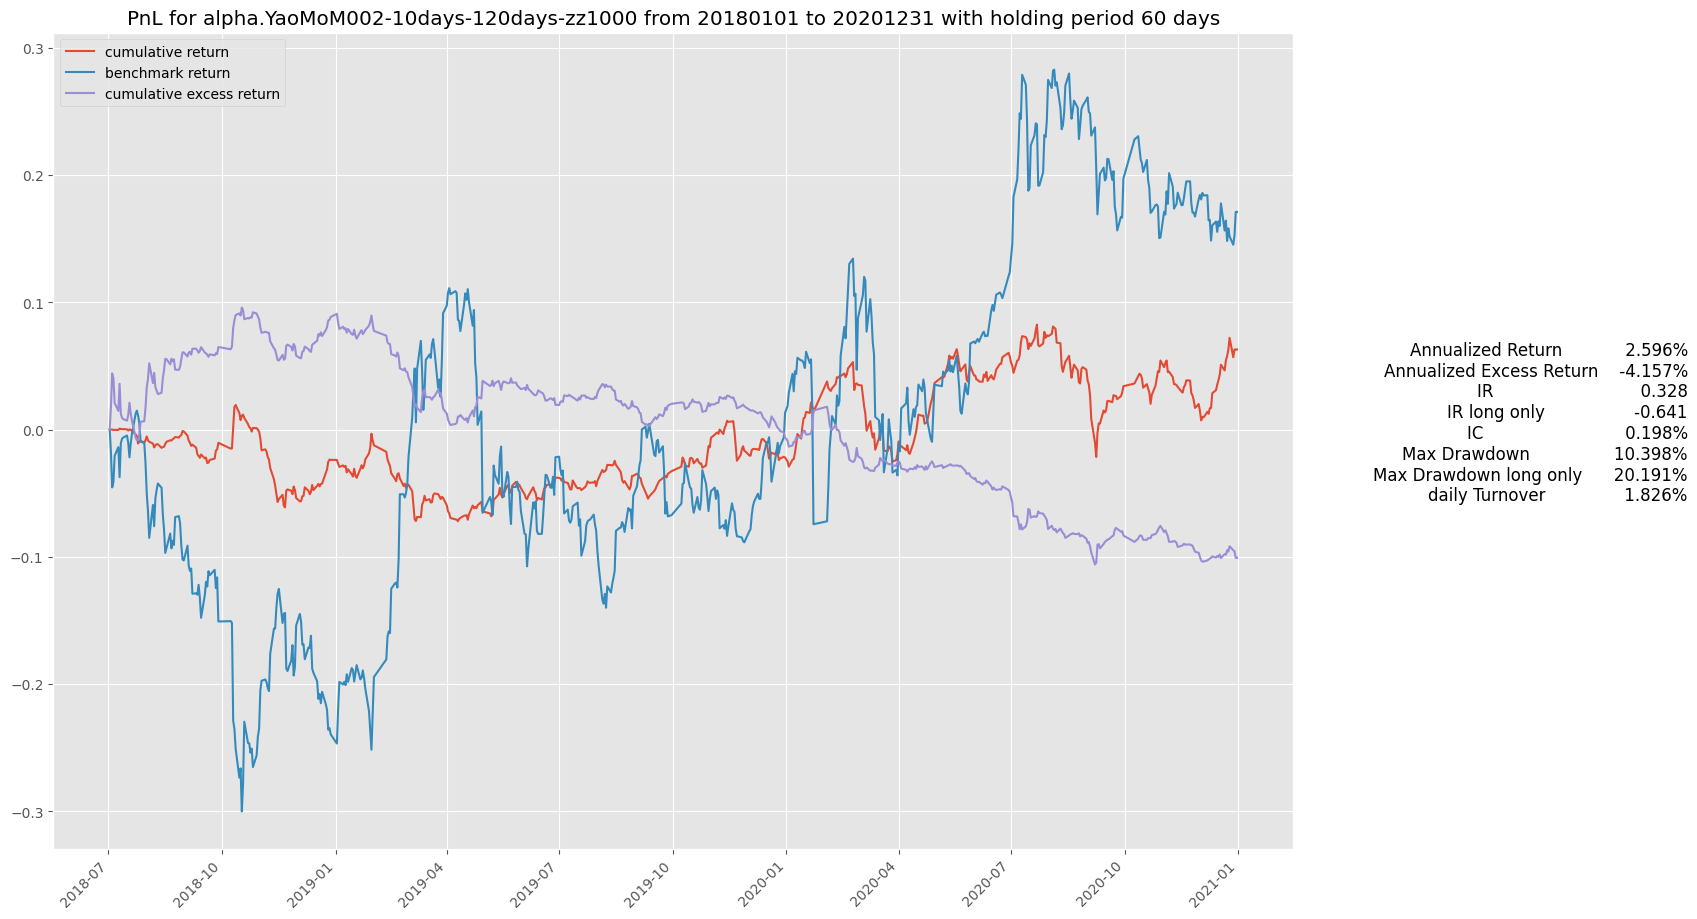 PnL for alpha.YaoMoM002-10days-120days-zz1000 from 20180101 to 20201231 with holding period 60 days
cumulative return
benchmark return
cumulative excess return
0.3
0.2
0.1
0.0
−0.1
−0.2
−0.3
2018-07
2018-10
2019-01
2019-04
2019-07
2019-10
2020-01
2020-04
2020-07
2020-10
2021-01
Annualized Return 2.596%
Annualized Excess Return -4.157%
IR 0.328
IR long only -0.641
IC 0.198%
Max Drawdown 10.398%
Max Drawdown long only 20.191%
daily Turnover 1.826%